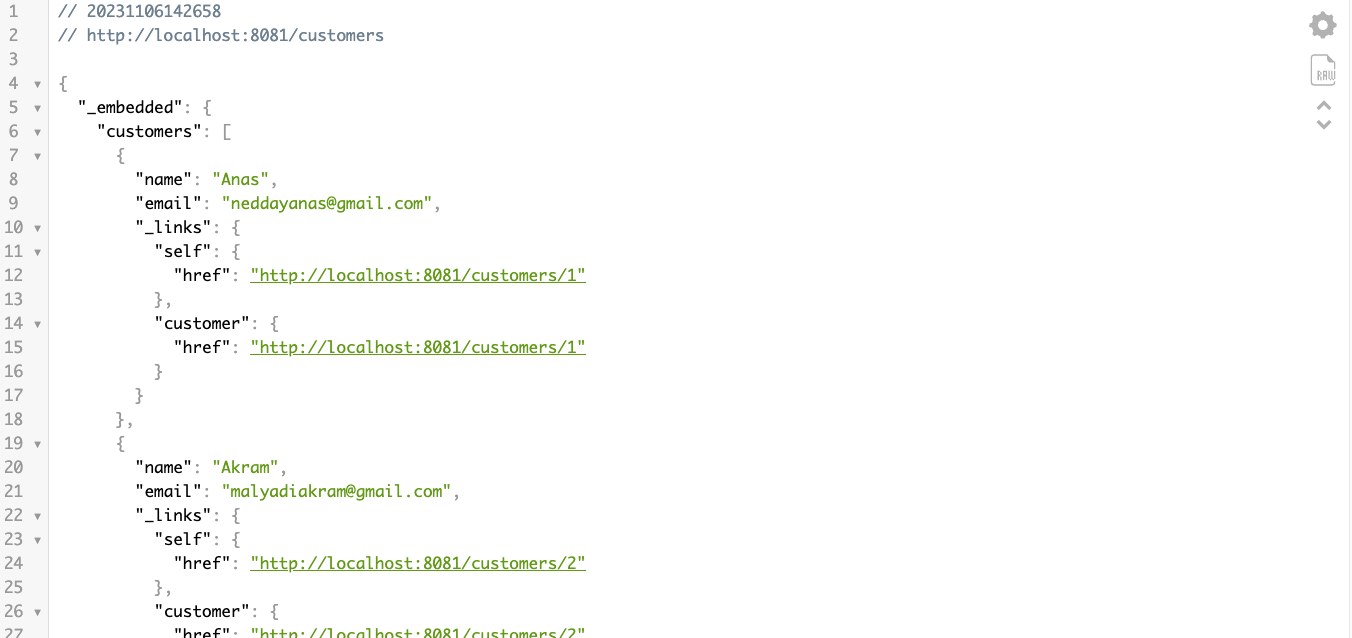 1 // 20231106142658
2 // http://localhost:8081/customers
3
4 {
5 "_embedded": {
6 "customers": [
7 {
8 "name": "Anas",
9 "email": "neddayanas@gmail.com",
10 "_links": {
11 "self": {
12 "href": "http://localhost:8081/customers/1"
13 },
14 "customer": {
15 "href": "http://localhost:8081/customers/1"
16 }
17 }
18 },
19 {
20 "name": "Akram",
21 "email": "malyadiakram@gmail.com",
22 "_links": {
23 "self": {
24 "href": "http://localhost:8081/customers/2"
25 },
26 "customer": {
27 "href": "http://localhost:8081/customers/2"
RAW